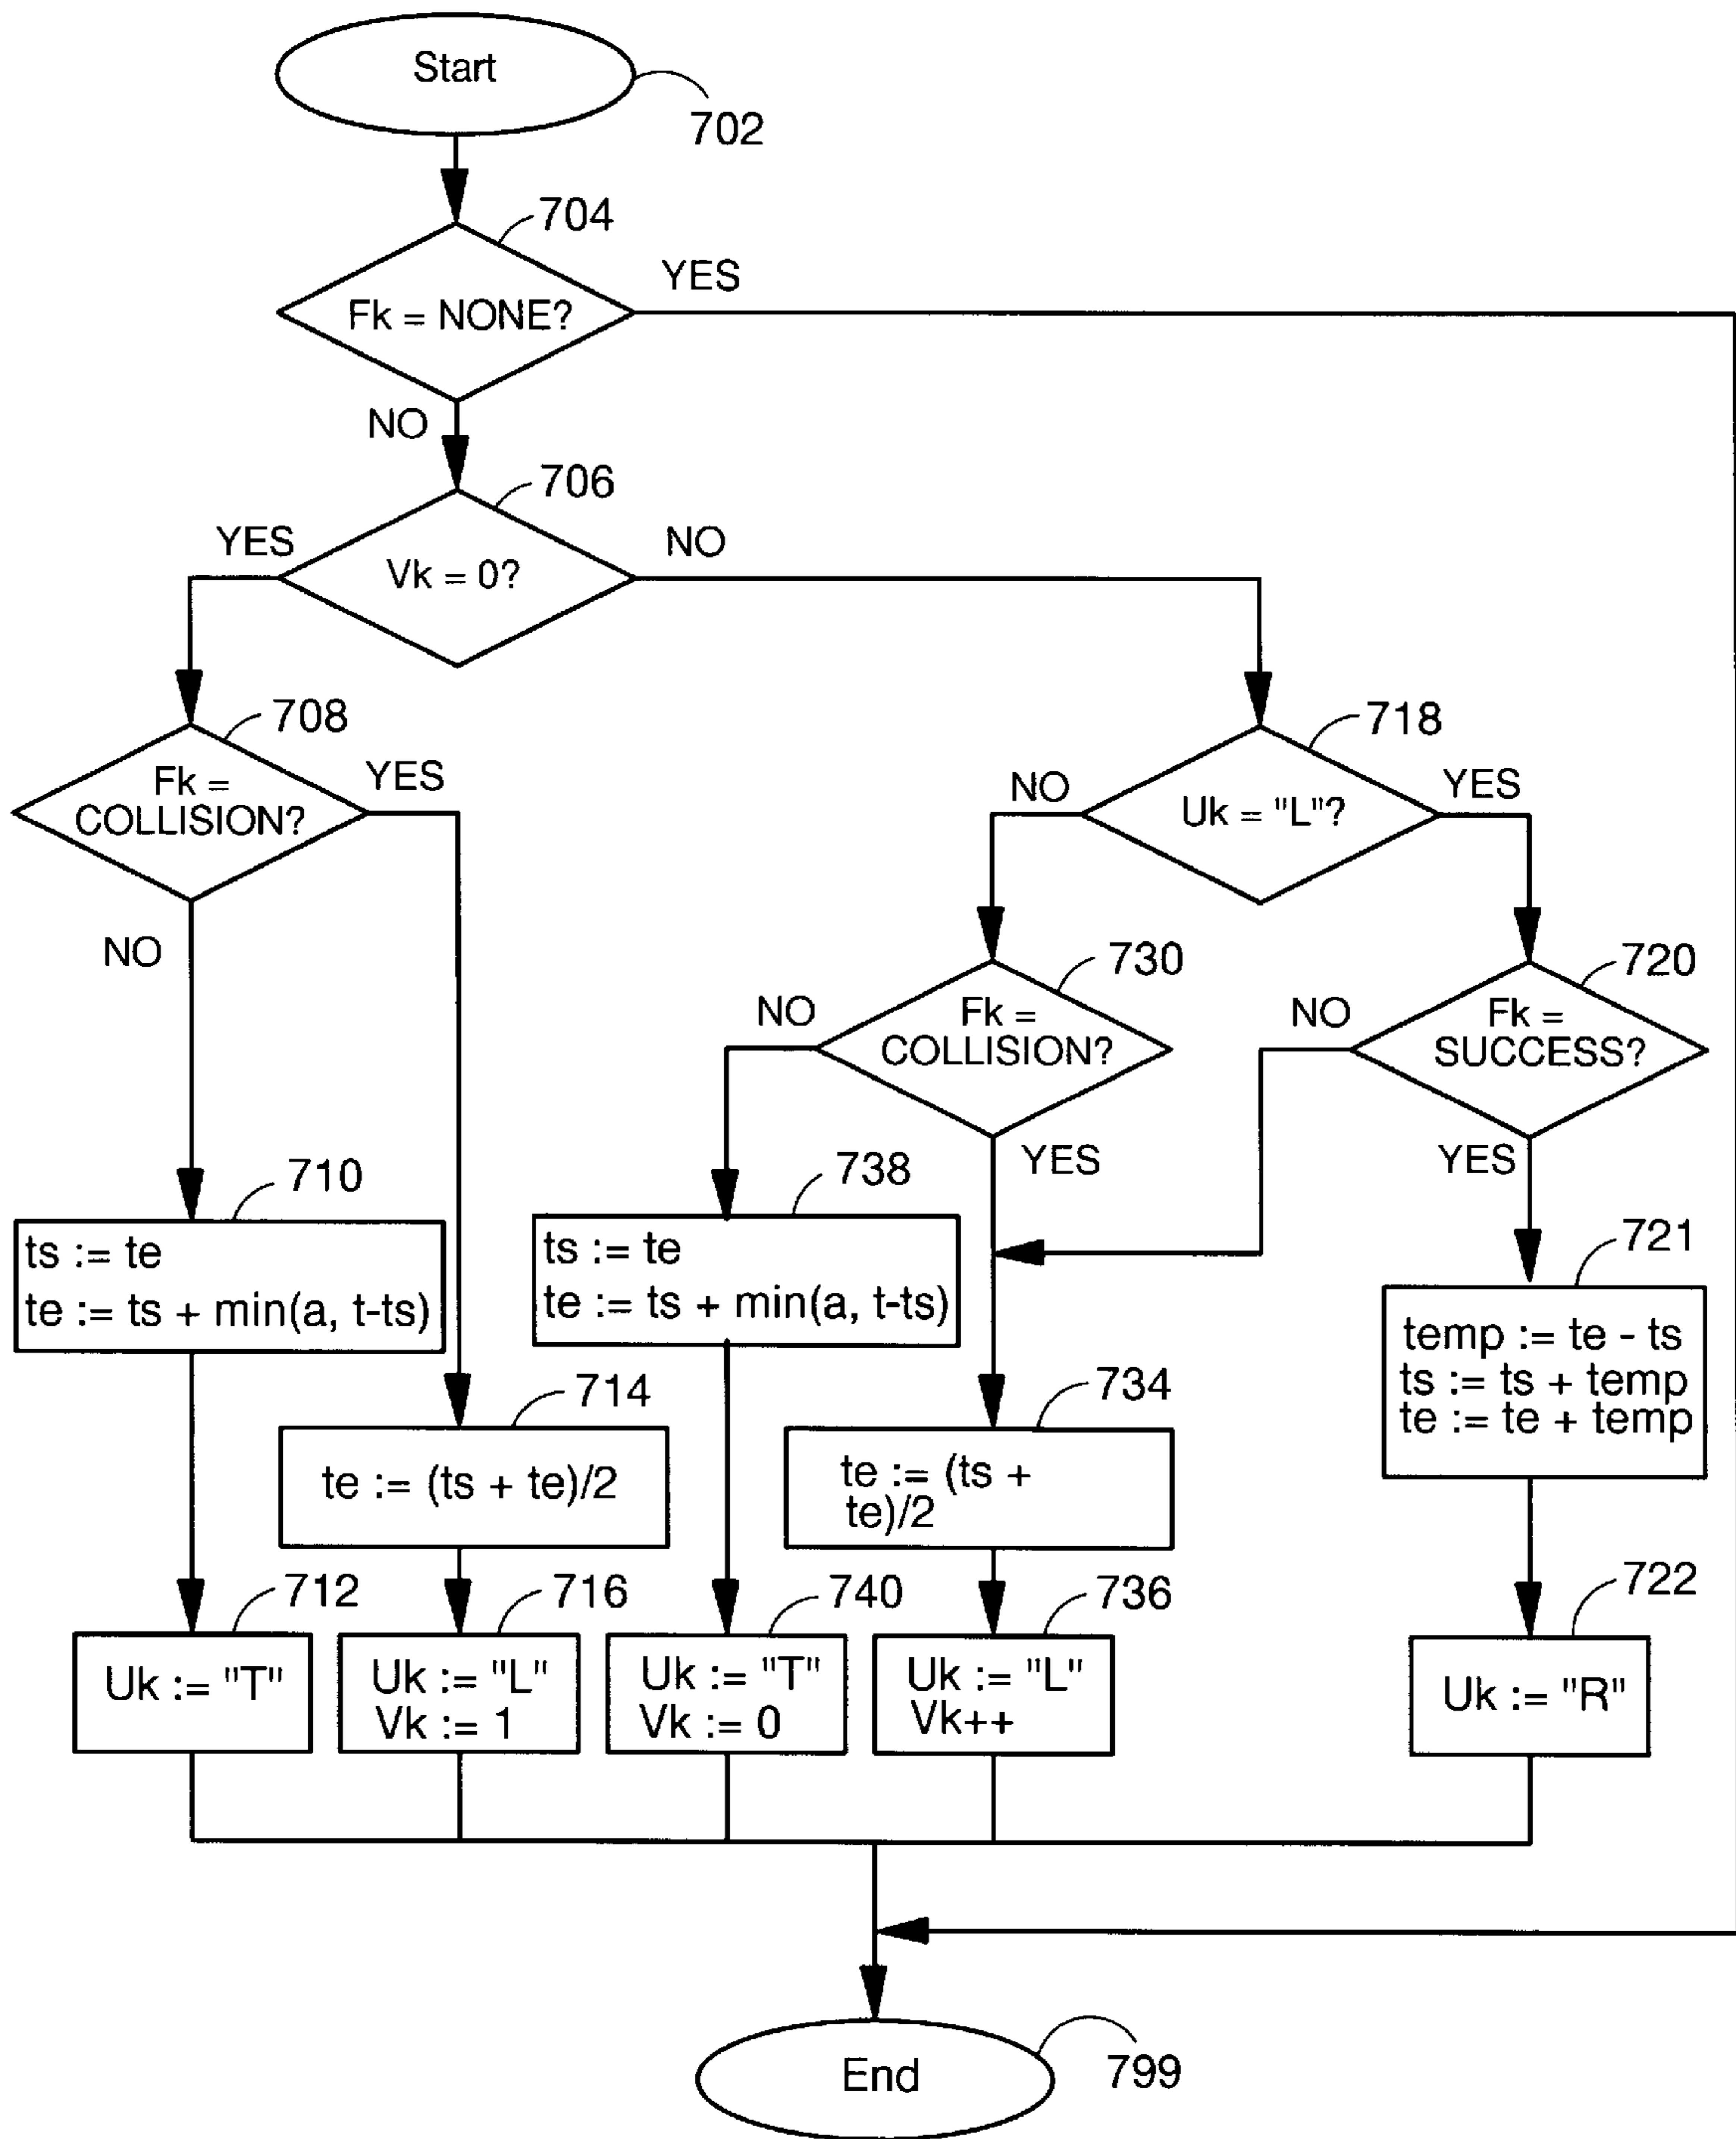 Start
702
704
YES
Fk = NONE?
NO
706
YES
NO
Vk = 0?
708
718
Fk =
COLLISION?
YES
NO
YES
Uk = "L"?
NO
730
720
NO
Fk =
COLLISION?
NO
Fk =
SUCCESS?
YES
YES
710
738
721
ts := te
te := ts + min(a, t-ts)
ts := te
te := ts + min(a, t-ts)
temp := te - ts
ts := ts + temp
te := te + temp
714
734
te := (ts + te)/2
te := (ts +
te)/2
712
716
740
736
722
Uk := "T"
Uk := "L"
Vk := 1
Uk := "T"
Vk := 0
Uk := "L"
Vk++
Uk := "R"
End
799